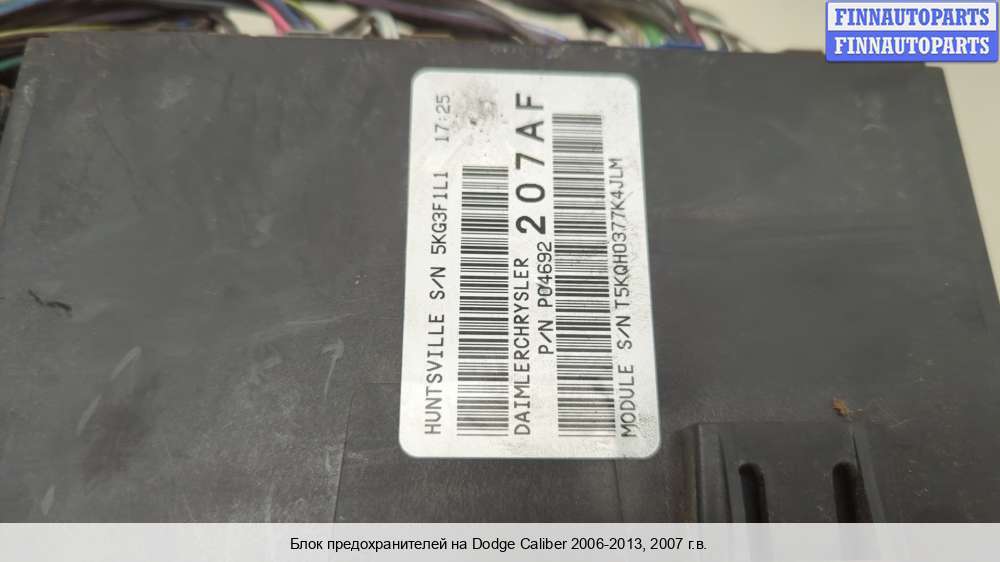 FINNAUTOPARTS
FINNAUTOPARTS
HUNTSVILLE S/N 5KG3F1L1 17:25
DAIMLERCHRYSLER
P/N P04692 207AF
MODULE S/N T5KQH0377K4JLM
Блок предохранителей на Dodge Caliber 2006-2013, 2007 г.в.